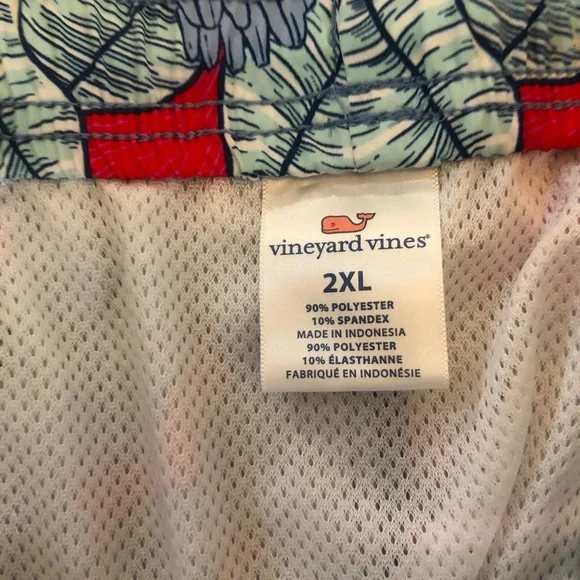 vineyard vines®
2XL
90% POLYESTER
10% SPANDEX
MADE IN INDONESIA
90% POLYESTER
10% ÉLASTHANNE
FABRIQUÉ EN INDONÉSIE